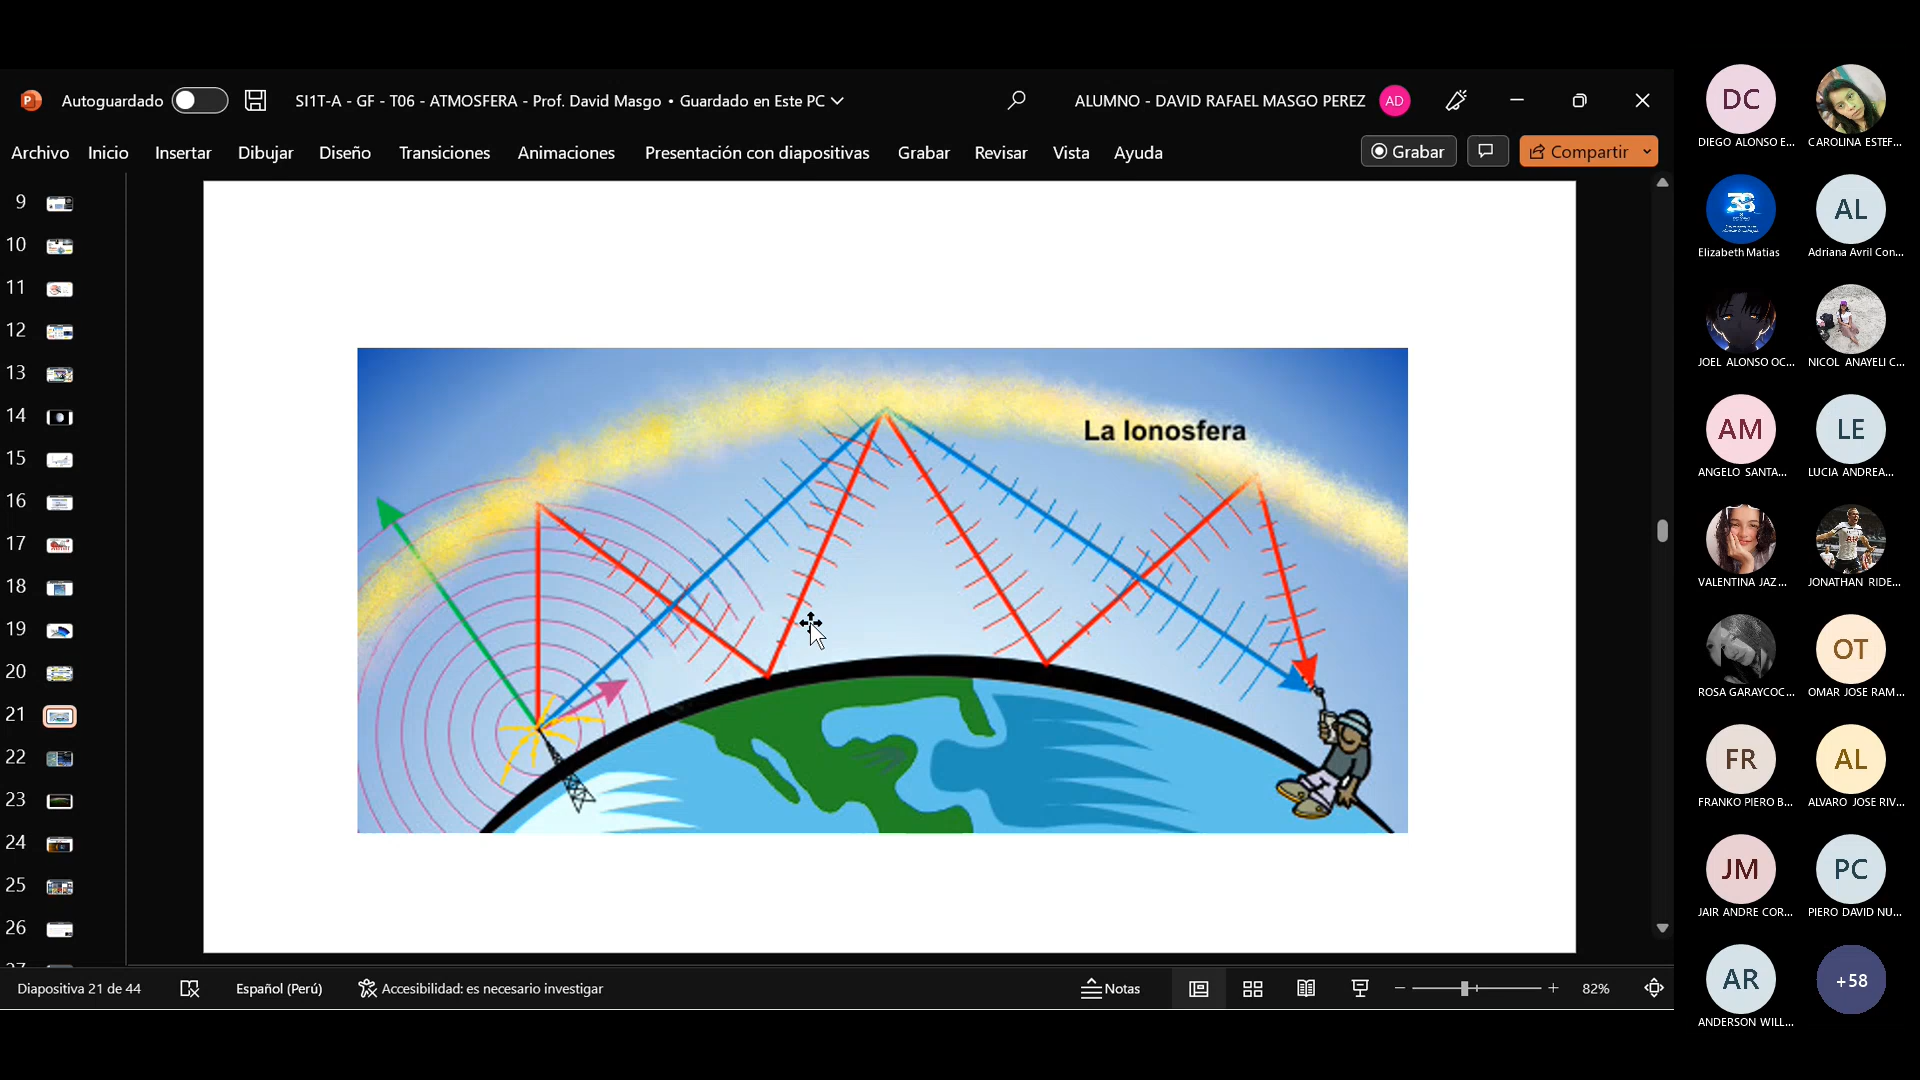 Autoguardado
SI1T-A - GF - T06 - ATMOSFERA - Prof. David Masgo • Guardado en Este PC
ALUMNO - DAVID RAFAEL MASGO PEREZ
AD
Archivo Inicio Insertar Dibujar Diseño Transiciones Animaciones Presentación con diapositivas Grabar Revisar Vista Ayuda
Grabar
Compartir
9
10
11
12
13
14
15
16
17
18
19
20
21
22
23
24
25
26
27
La Ionosfera
Diapositiva 21 de 44
Español (Perú)
Accesibilidad: es necesario investigar
Notas
82%
DC
DIEGO ALONSO E...
CAROLINA ESTEF...
38
Elizabeth Matias
AL
Adriana Avril Con...
JOEL ALONSO OC...
NICOL ANAYELI C...
AM
ANGELO SANTA...
LE
LUCIA ANDREA...
VALENTINA JAZ...
JONATHAN RIDE...
ROSA GARAYCOC...
OT
OMAR JOSE RAM...
FR
FRANKO PIERO B...
AL
ALVARO JOSE RIV...
JM
JAIR ANDRE COR...
PC
PIERO DAVID NU...
AR
ANDERSON WILL...
+58